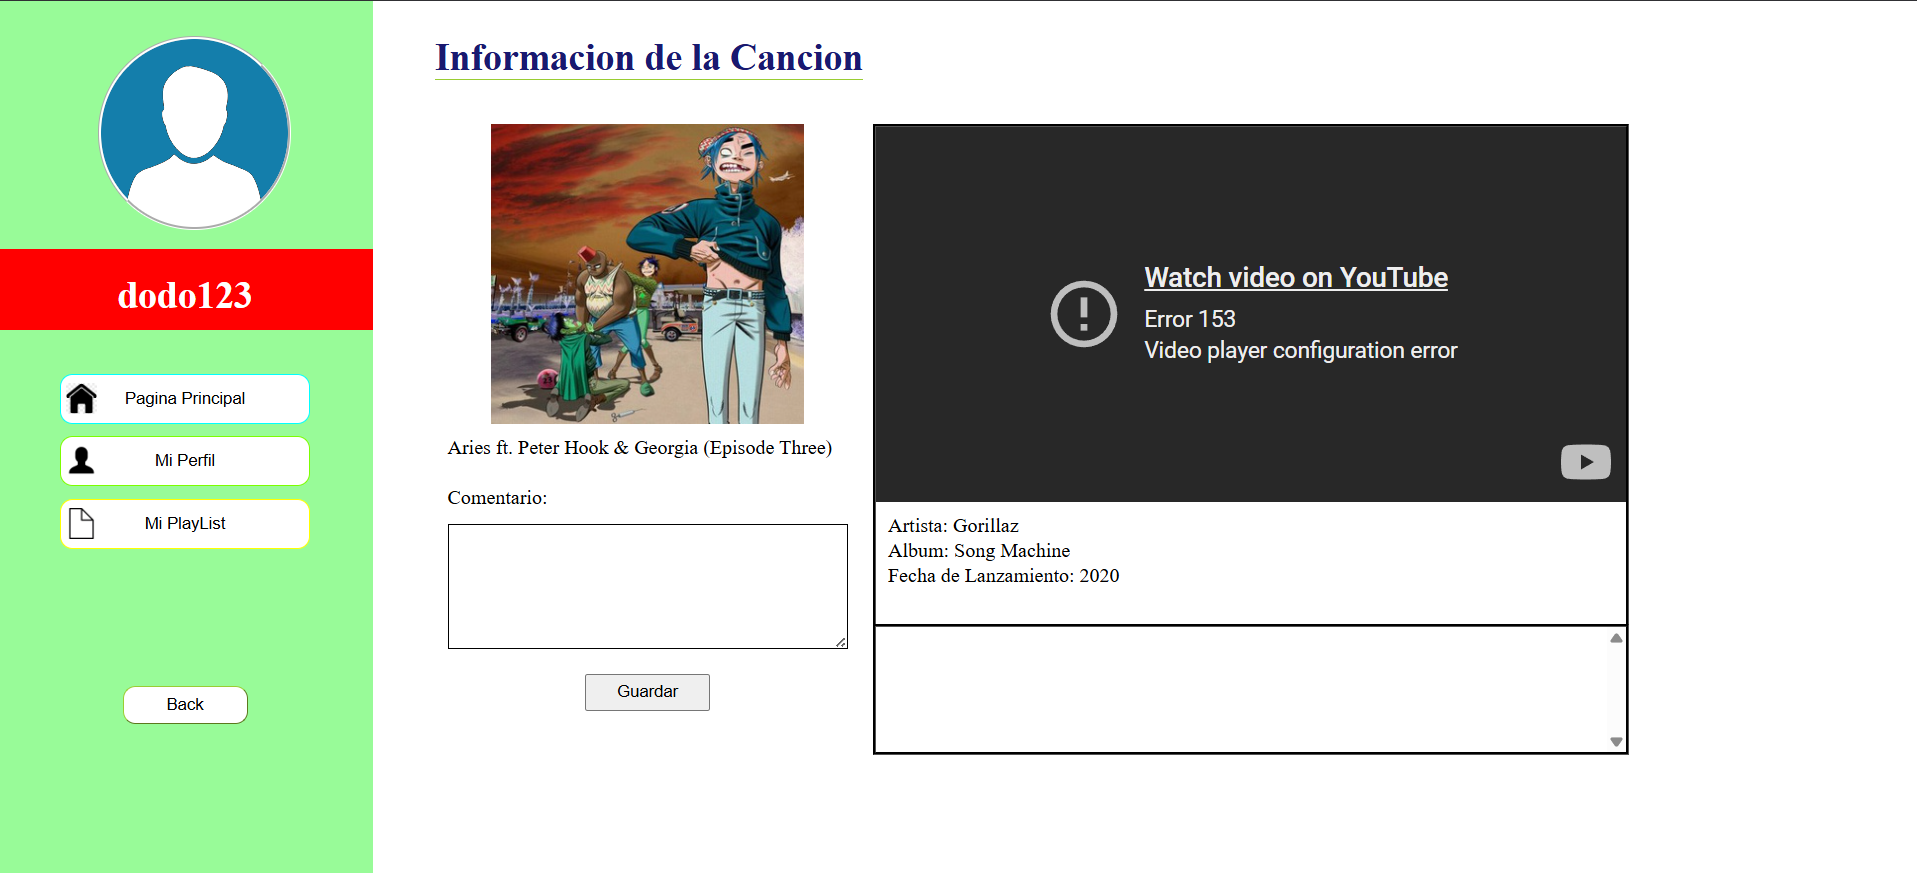 dodo123
Pagina Principal
Mi Perfil
Mi PlayList
Back
Informacion de la Cancion
Aries ft. Peter Hook & Georgia (Episode Three)
Comentario:
Guardar
Watch video on YouTube
Error 153
Video player configuration error
Artista: Gorillaz
Album: Song Machine
Fecha de Lanzamiento: 2020